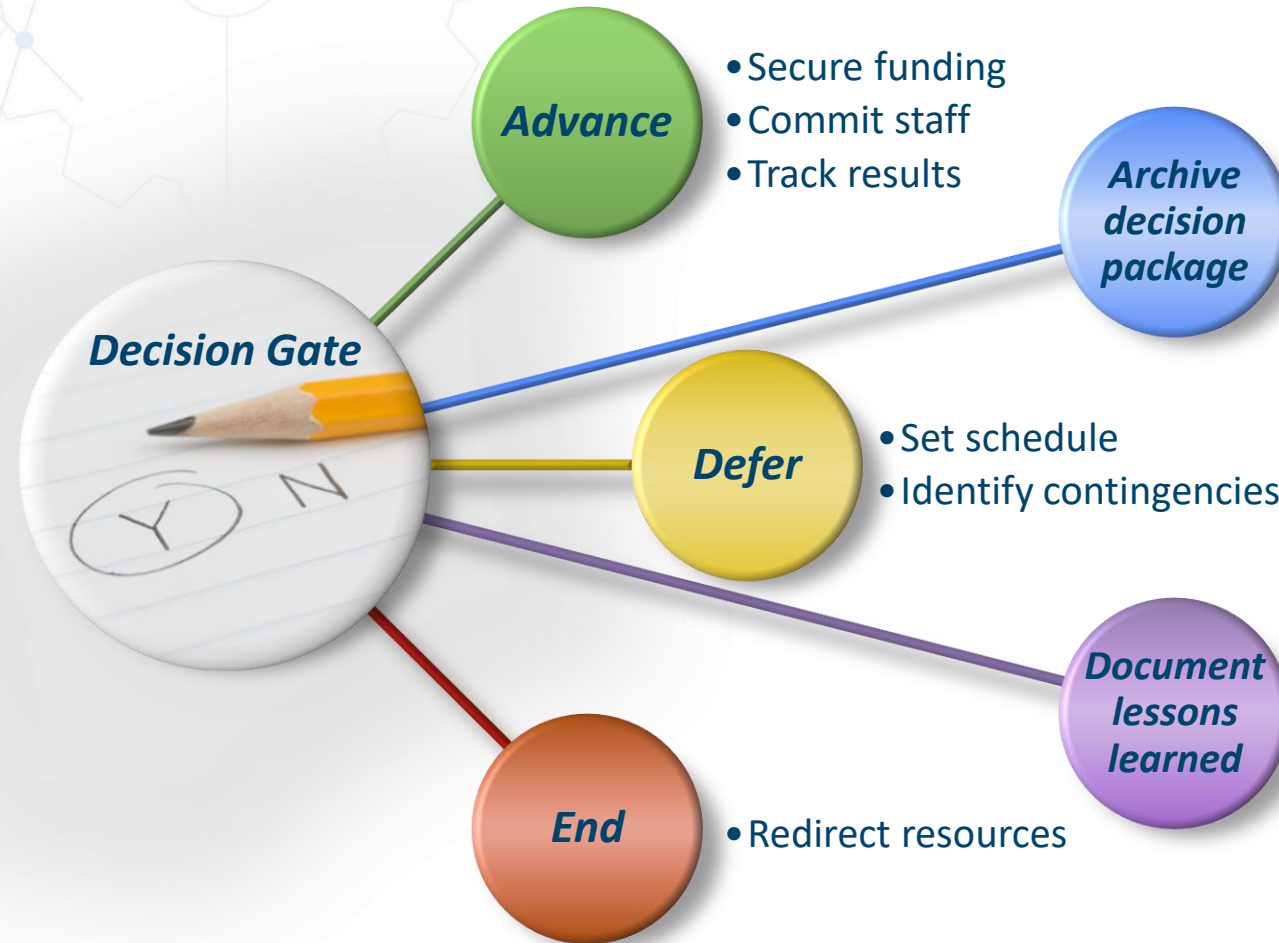 Advance
• Secure funding
• Commit staff
• Track results
Archive
decision
package
Decision Gate
Y N
Defer
• Set schedule
• Identify contingencies
Document
lessons
learned
End
• Redirect resources